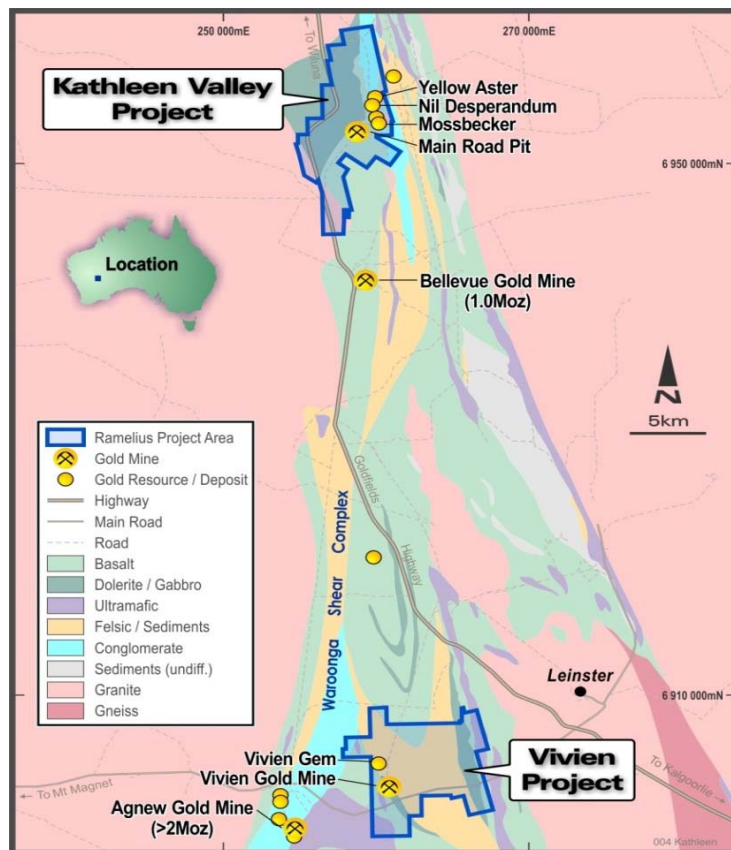 250 000mE
270 000mE
To Wiluna
Kathleen Valley
Project
Yellow Aster
Nil Desperandum
Mossbecker
Main Road Pit
6 950 000mN
Location
Bellevue Gold Mine
(1.0Moz)
N
5km
Ramelius Project Area
Gold Mine
Gold Resource / Deposit
Highway
Main Road
Road
Basalt
Dolerite / Gabbro
Ultramafic
Felsic / Sediments
Conglomerate
Sediments (undiff.)
Granite
Gneiss
Goldfields
Highway
Waroonga Shear Complex
Leinster
6 910 000mN
Vivien Gem
Vivien Gold Mine
Vivien
Project
To Mt Magnet
Agnew Gold Mine
(>2Moz)
To Kalgoorlie
004 Kathleen